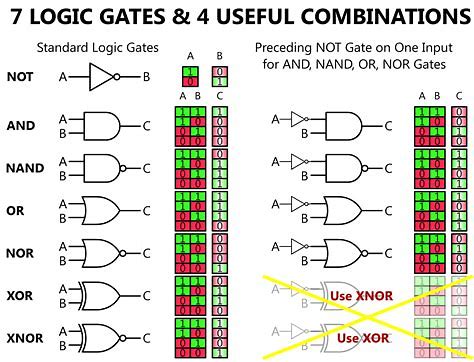 7 LOGIC GATES & 4 USEFUL COMBINATIONS
Standard Logic Gates
Preceding NOT Gate on One Input
for AND, NAND, OR, NOR Gates
A B
NOT A B 1 0
0 1
A B C
A B C
AND A B C
1 1 1
1 0 0
0 1 0
0 0 0
A B C
1 1 0
1 0 0
0 1 1
0 0 0
NAND A B C
1 1 0
1 0 1
0 1 1
0 0 1
A B C
1 1 1
1 0 1
0 1 0
0 0 1
OR A B C
1 1 1
1 0 1
0 1 1
0 0 0
A B C
1 1 1
1 0 0
0 1 1
0 0 1
NOR A B C
1 1 0
1 0 0
0 1 0
0 0 1
A B C
1 1 0
1 0 1
0 1 0
0 0 0
XOR A B C
1 1 0
1 0 1
0 1 1
0 0 0
A B Use XNOR C
XNOR A B C
1 1 1
1 0 0
0 1 0
0 0 1
A B Use XOR C